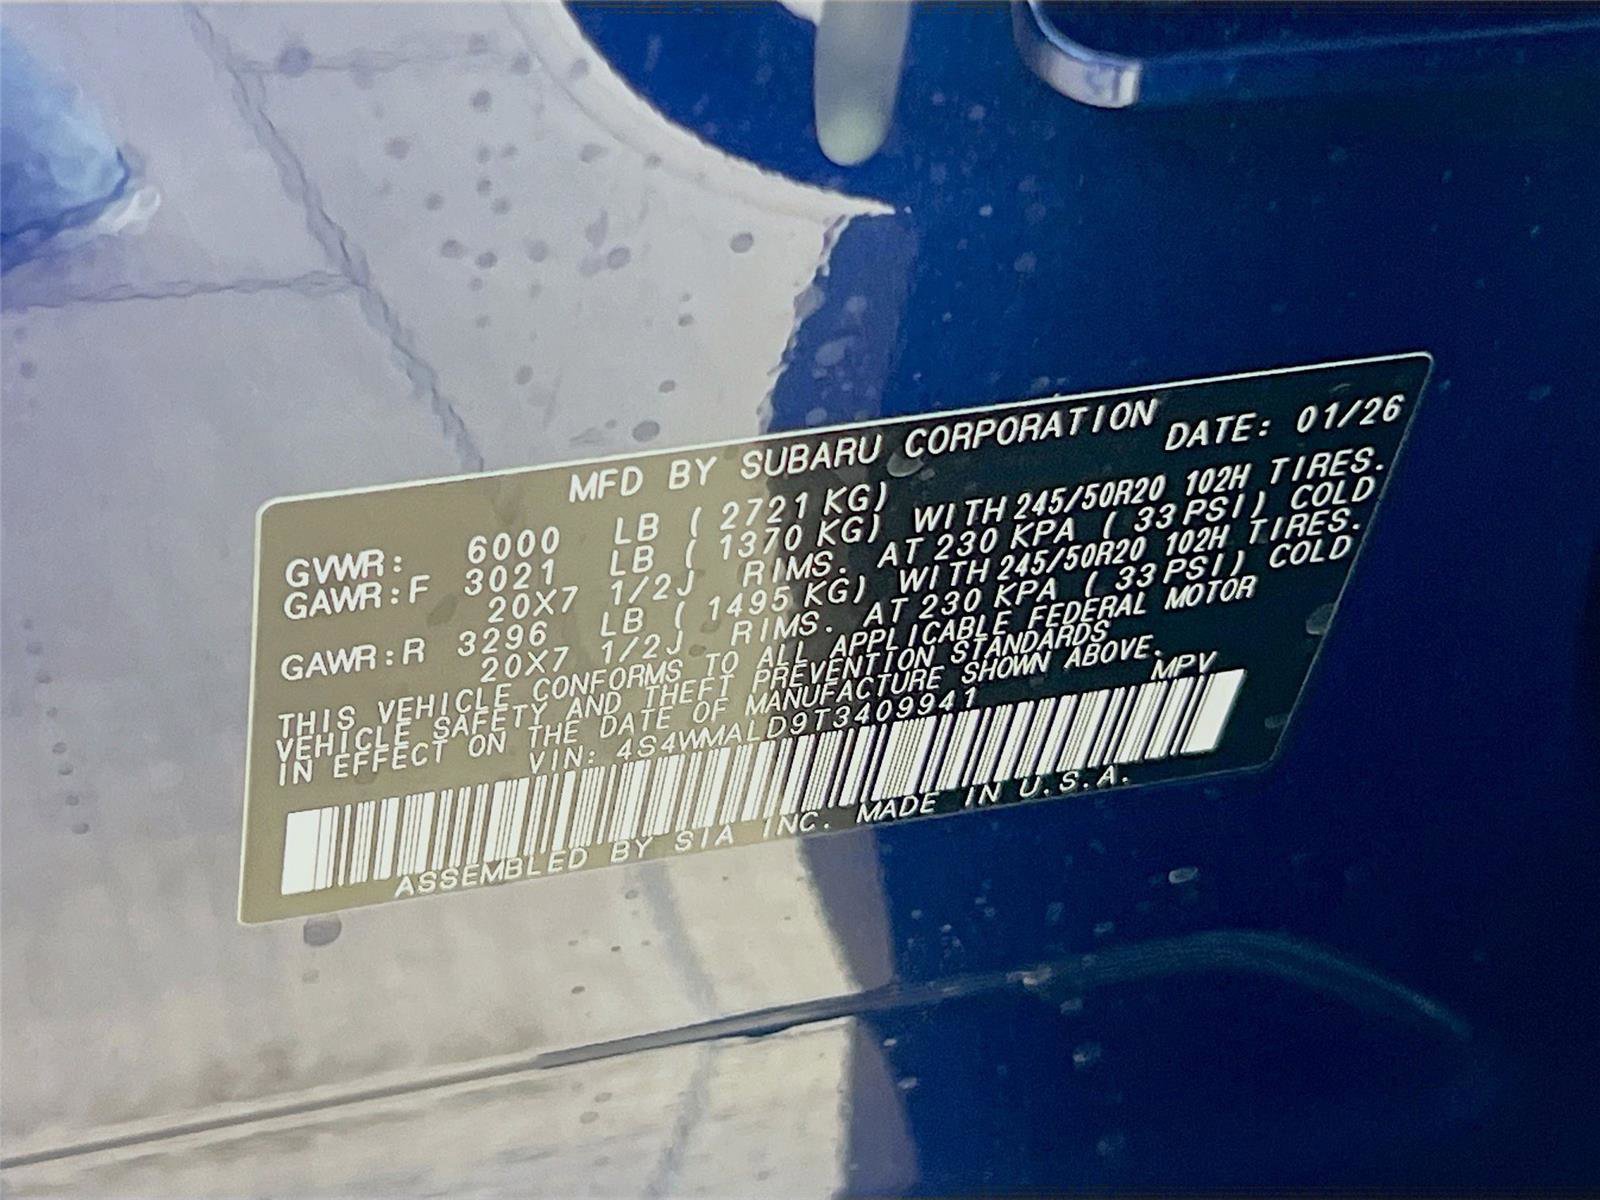 MFD BY SUBARU CORPORATION DATE: 01/26
GVWR: 6000 LB ( 2721 KG)
GAWR:F 3021 LB ( 1370 KG) WITH 245/50R20 102H TIRES.
20X7 1/2J RIMS. AT 230 KPA ( 33 PSI) COLD
GAWR:R 3296 LB ( 1495 KG) WITH 245/50R20 102H TIRES.
20X7 1/2J RIMS. AT 230 KPA ( 33 PSI) COLD
THIS VEHICLE CONFORMS TO ALL APPLICABLE FEDERAL MOTOR
VEHICLE SAFETY AND THEFT PREVENTION STANDARDS
IN EFFECT ON THE DATE OF MANUFACTURE SHOWN ABOVE.
VIN: 4S4WMALD9T3409941 MPV
ASSEMBLED BY SIA INC. MADE IN U.S.A.